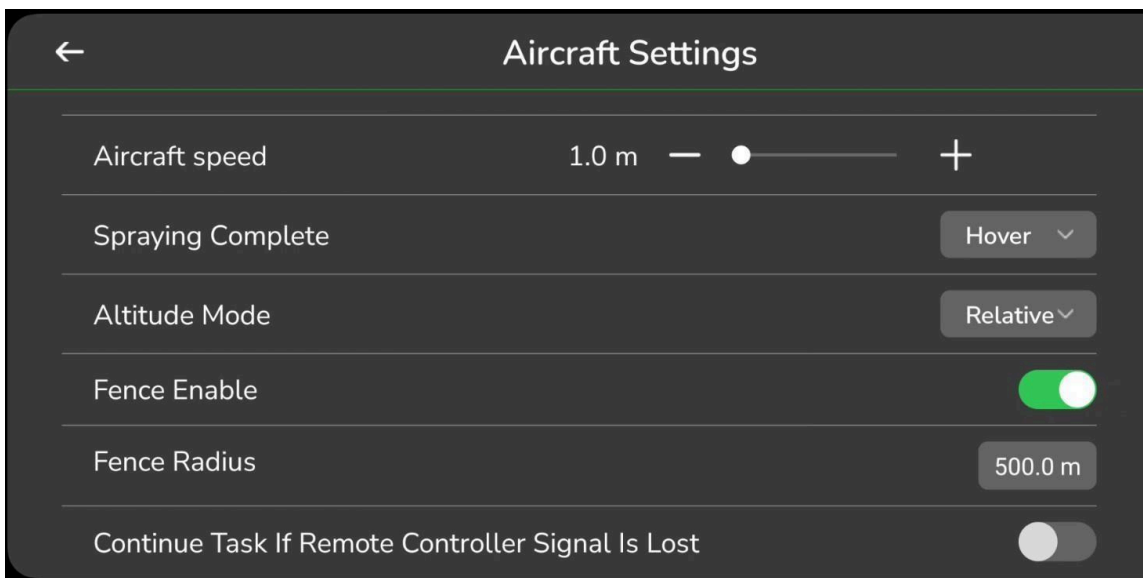 Aircraft Settings
Aircraft speed 1.0 m
Spraying Complete Hover
Altitude Mode Relative
Fence Enable
Fence Radius 500.0 m
Continue Task If Remote Controller Signal Is Lost